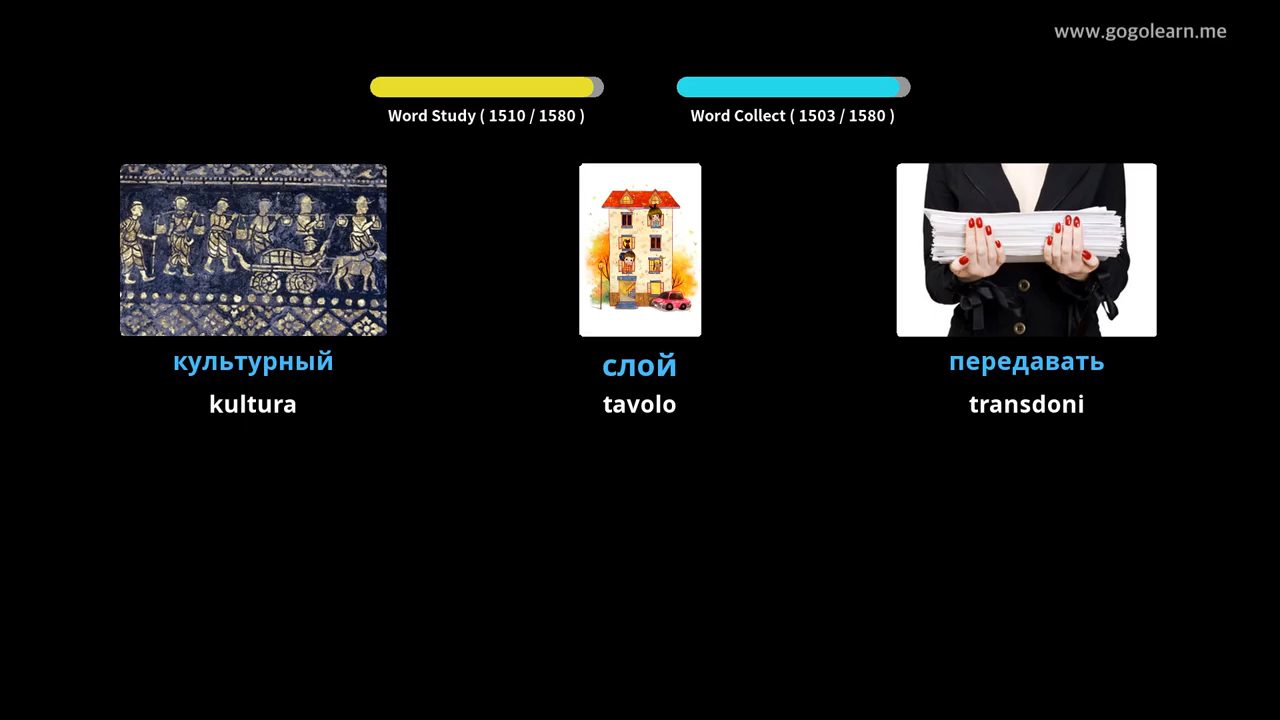 www.gogolearn.me
Word Study ( 1510 / 1580 )
Word Collect ( 1503 / 1580 )
культурный
слой
передавать
kultura
tavolo
transdoni